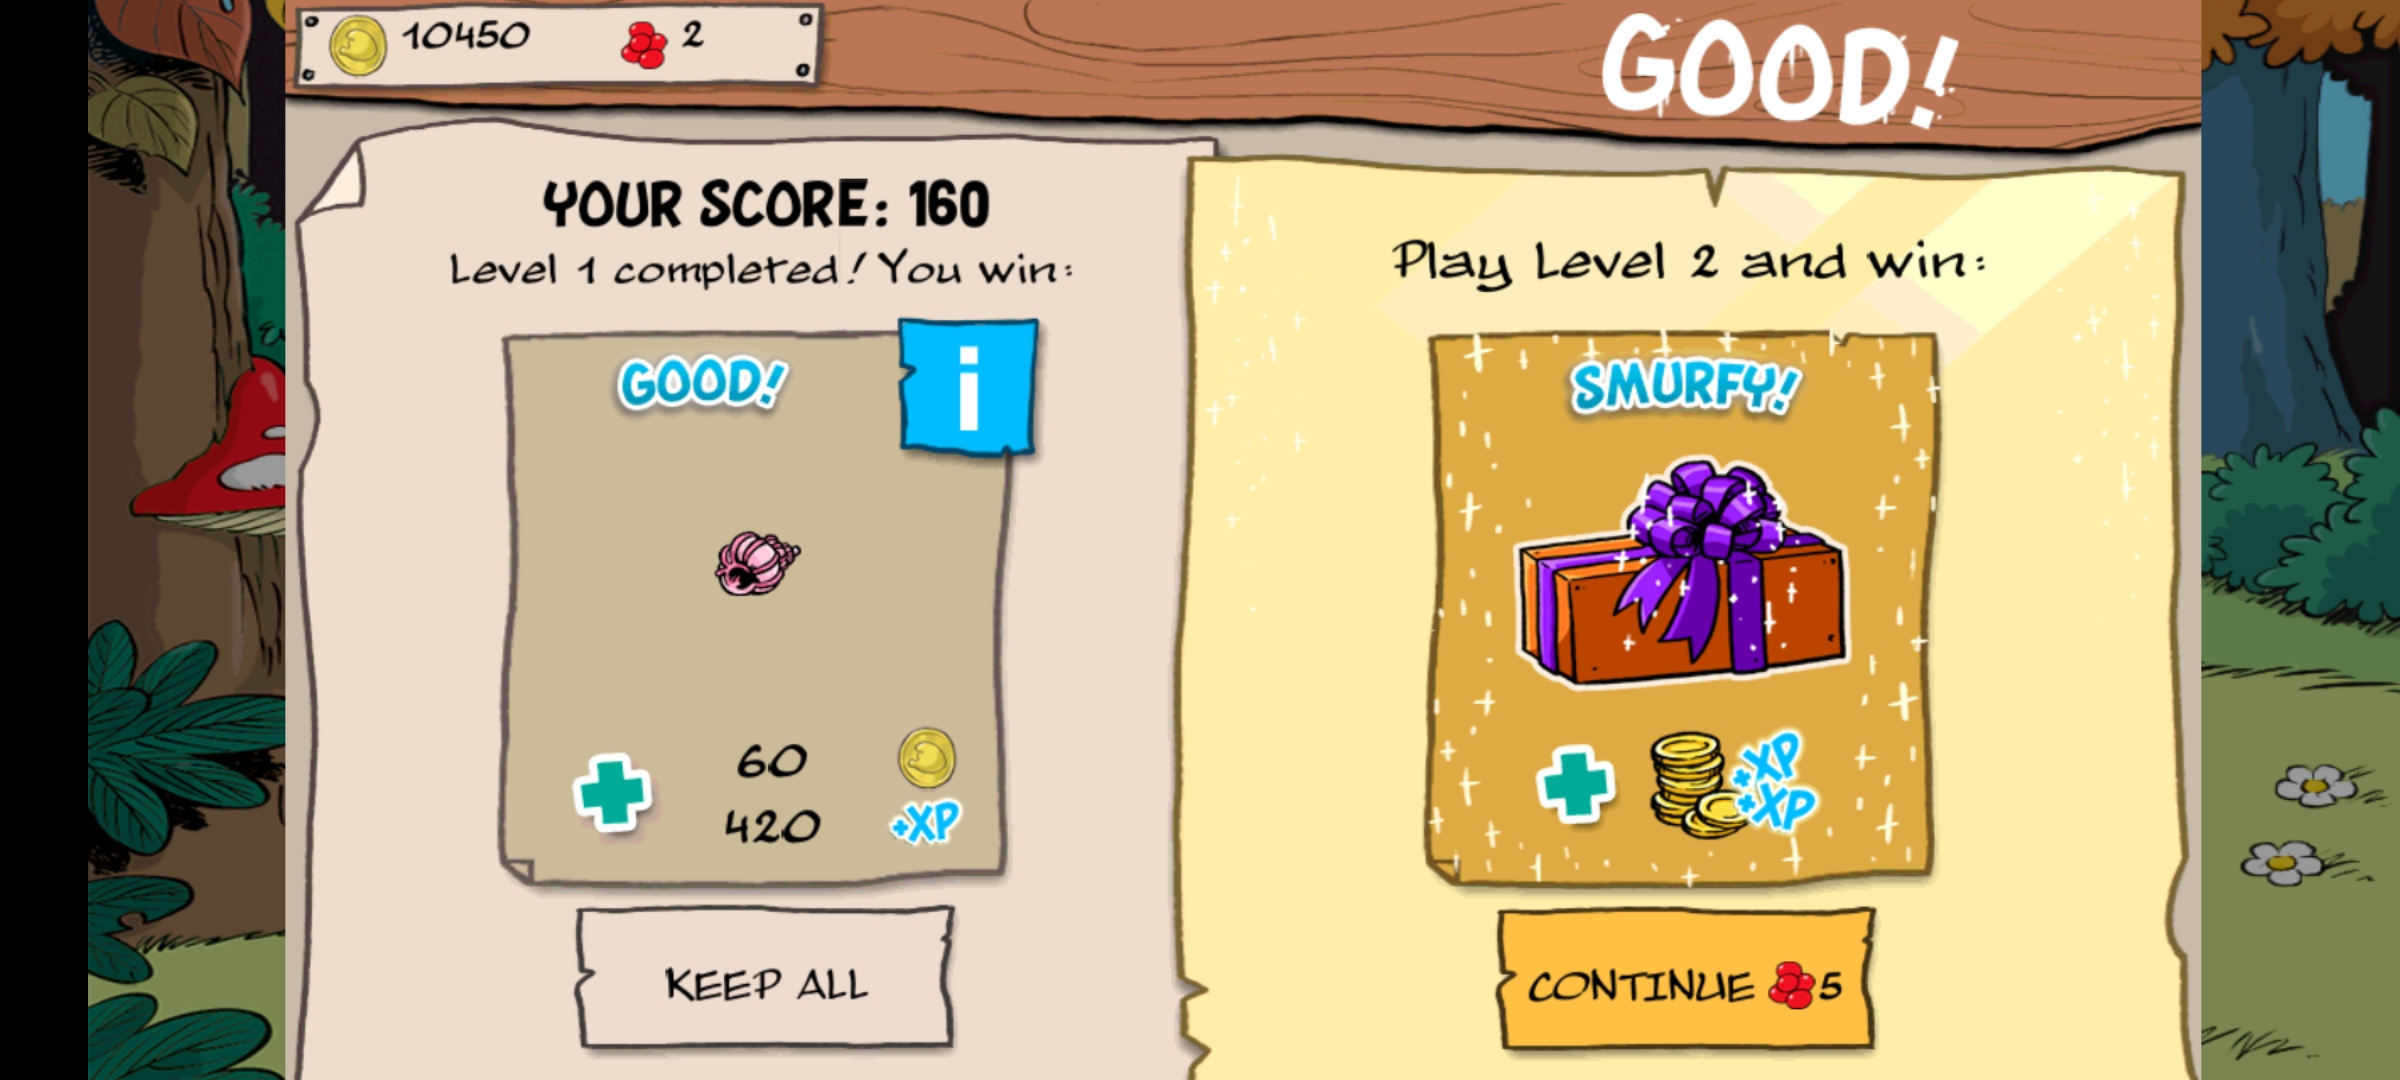 10450 2
GOOD!
YOUR SCORE: 160
Level 1 completed! You win:
GOOD!
i
60
420 +XP
KEEP ALL
Play Level 2 and win:
SMURFY!
+XP
+XP
CONTINUE 5